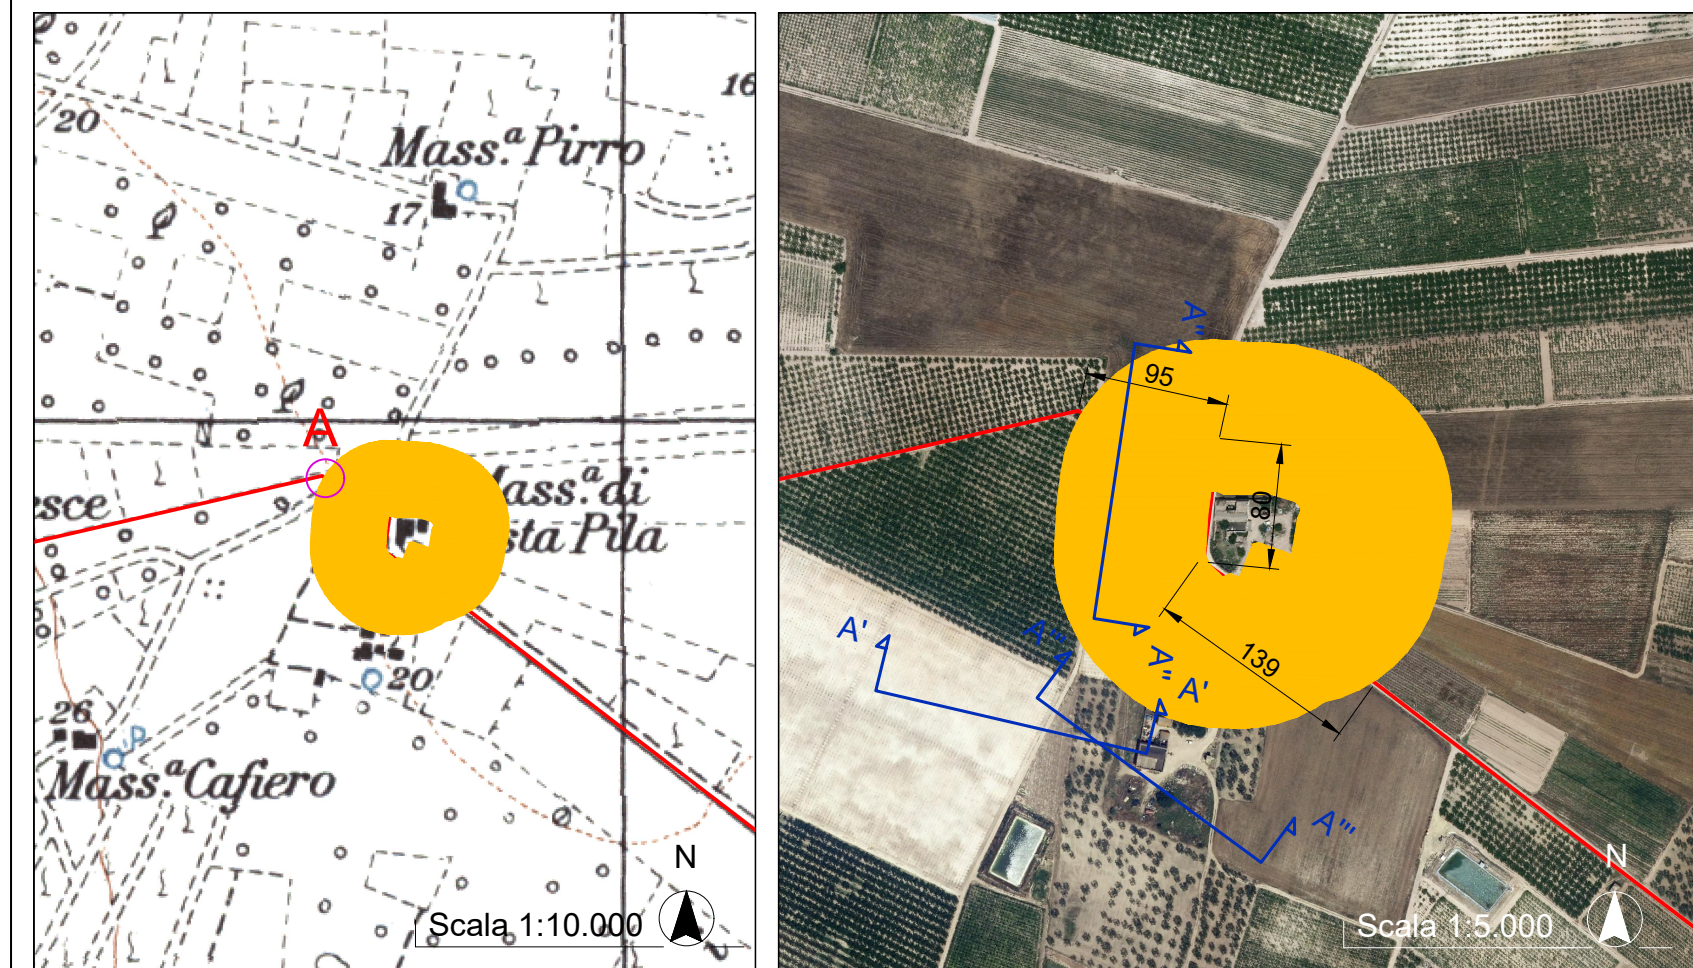 20
16
Mass.ª Pirro
17
A
esce
ass.ª di
sta Pila
20
26
Mass.ª Cafiero
N
Scala 1:10.000
A"
95
80
139
A'
A'''
A"
A'
A'''
N
Scala 1:5.000